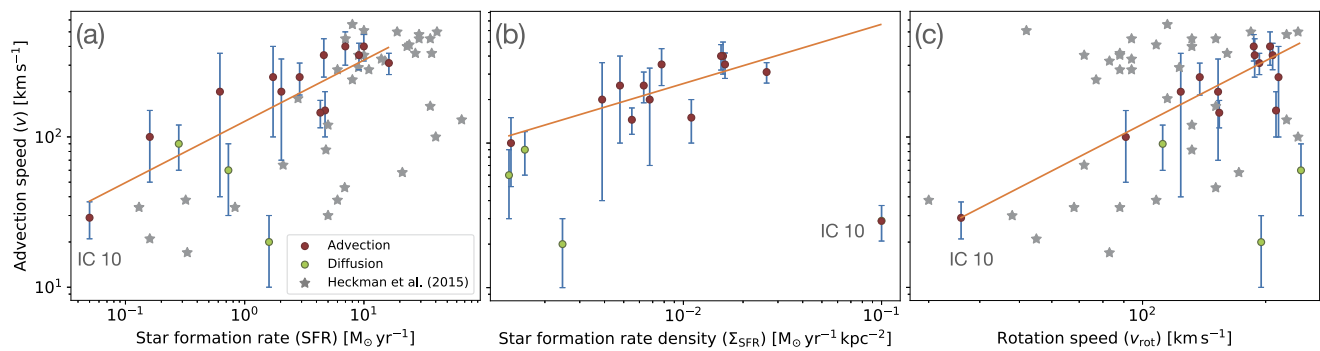 (a)
(b)
(c)
Advection speed (v) [km s⁻¹]
10²
10¹
IC 10
Advection
Diffusion
Heckman et al. (2015)
IC 10
IC 10
10⁻¹ 10⁰ 10¹
10⁻² 10⁻¹
10²
Star formation rate (SFR) [M⊙ yr⁻¹]
Star formation rate density (Σ_SFR) [M⊙ yr⁻¹ kpc⁻²]
Rotation speed (v_rot) [km s⁻¹]